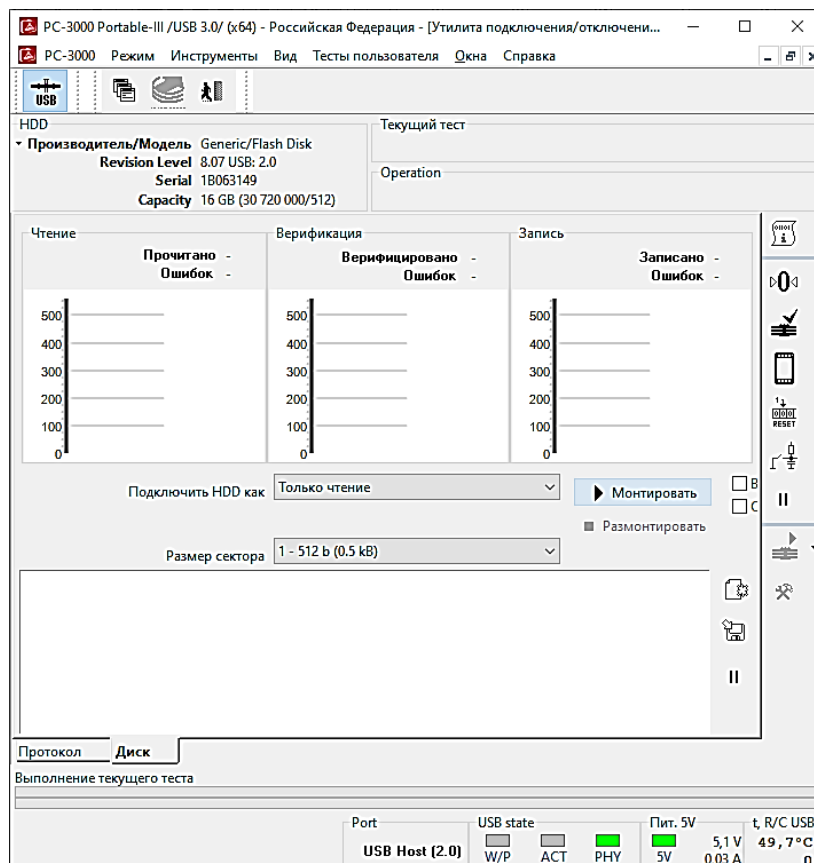 PC-3000 Portable-III /USB 3.0/ (x64) - Российская Федерация - [Утилита подключения/отключени...
PC-3000 Режим Инструменты Вид Тесты пользователя Окна Справка
USB
HDD
Производитель/Модель Generic/Flash Disk
Revision Level 8.07 USB: 2.0
Serial 1B063149
Capacity 16 GB (30 720 000/512)
Текущий тест
Operation
Чтение
Прочитано -
Ошибок -
500
400
300
200
100
0
Верификация
Верифицировано -
Ошибок -
500
400
300
200
100
0
Запись
Записано -
Ошибок -
500
400
300
200
100
0
RESET
Подключить HDD как Только чтение Монтировать В
Размонтировать С
Размер сектора 1 - 512 b (0.5 kB)
Протокол Диск
Выполнение текущего теста
Port USB state Пит. 5V t, R/C USB
USB Host (2.0) W/P ACT PHY 5V 5,1 V 49,7°C
0.03 A 0